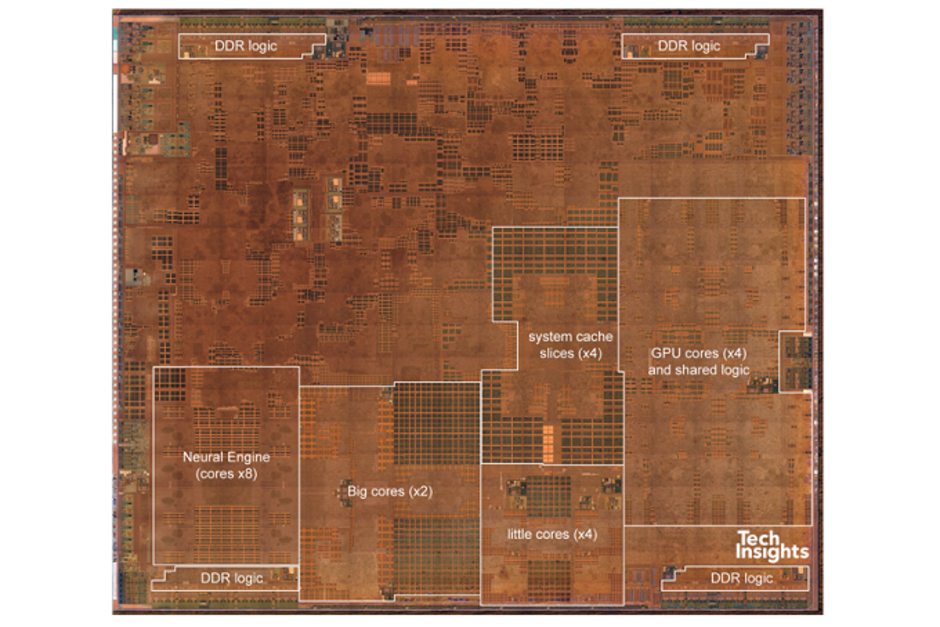 DDR logic
DDR logic
system cache
slices (x4)
GPU cores (x4)
and shared logic
Neural Engine
(cores x8)
Big cores (x2)
little cores (x4)
Tech
Insights
DDR logic
DDR logic